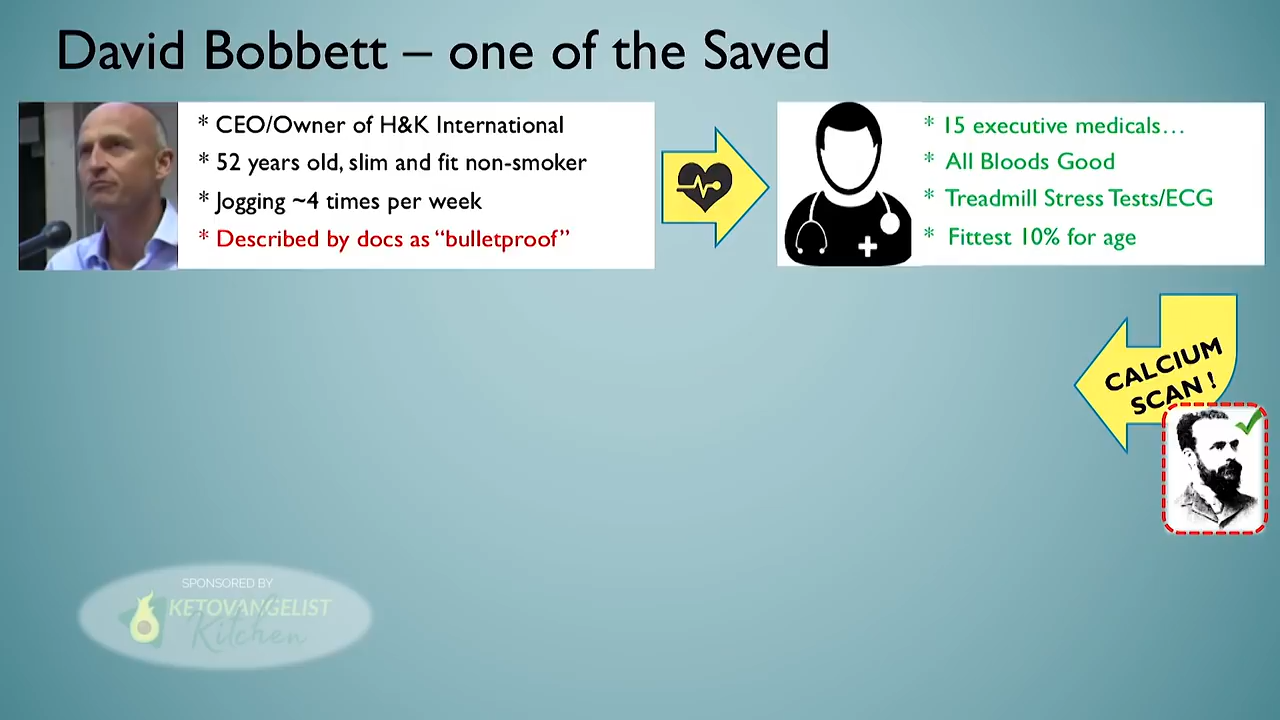 David Bobbett – one of the Saved
* CEO/Owner of H&K International
* 52 years old, slim and fit non-smoker
* Jogging ~4 times per week
* Described by docs as “bulletproof”
* 15 executive medicals…
* All Bloods Good
* Treadmill Stress Tests/ECG
* Fittest 10% for age
CALCIUM
SCAN !
SPONSORED BY
KETOVANGELIST
Kitchen